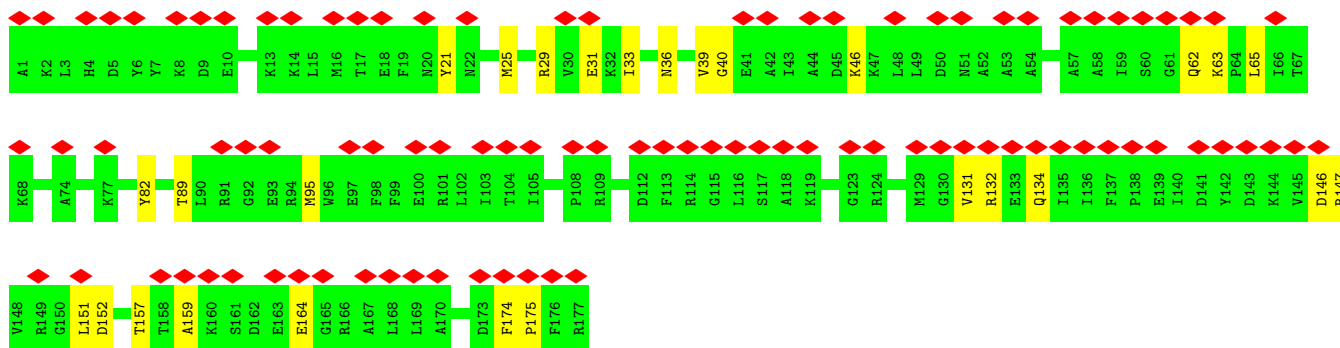 A1 K2 L3 H4 D5 Y6 Y7 K8 D9 E10 K13 K14 L15 M16 T17 E18 F19 N20 Y21 N22 M25 R29 V30 E31 K32 I33 N36 V39 G40 E41 A42 I43 A44 D45 K46 K47 L48 L49 D50 N51 A52 A53 A54 A57 A58 I59 S60 G61 Q62 K63 P64 L65 I66 T67
K68 A74 K77 Y82 T89 L90 R91 G92 E93 R94 M95 W96 E97 F98 F99 E100 R101 L102 I103 T104 I105 P108 R109 D112 F113 R114 G115 L116 S117 A118 K119 G123 R124 M129 G130 V131 R132 E133 Q134 I135 I136 F137 P138 E139 I140 D141 Y142 D143 K144 V145 D146 R147
V148 R149 G150 L151 D152 T157 T158 A159 K160 S161 D162 E163 E164 G165 R166 A167 L168 L169 A170 D173 F174 P175 F176 R177